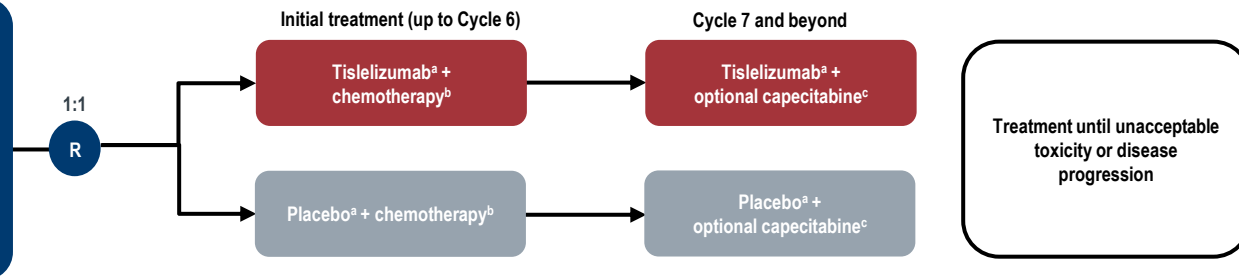 Initial treatment (up to Cycle 6)
Cycle 7 and beyond
1:1
R
Tislelizumabᵃ +
chemotherapyᵇ
Tislelizumabᵃ +
optional capecitabineᶜ
Placeboᵃ + chemotherapyᵇ
Placeboᵃ +
optional capecitabineᶜ
Treatment until unacceptable
toxicity or disease
progression